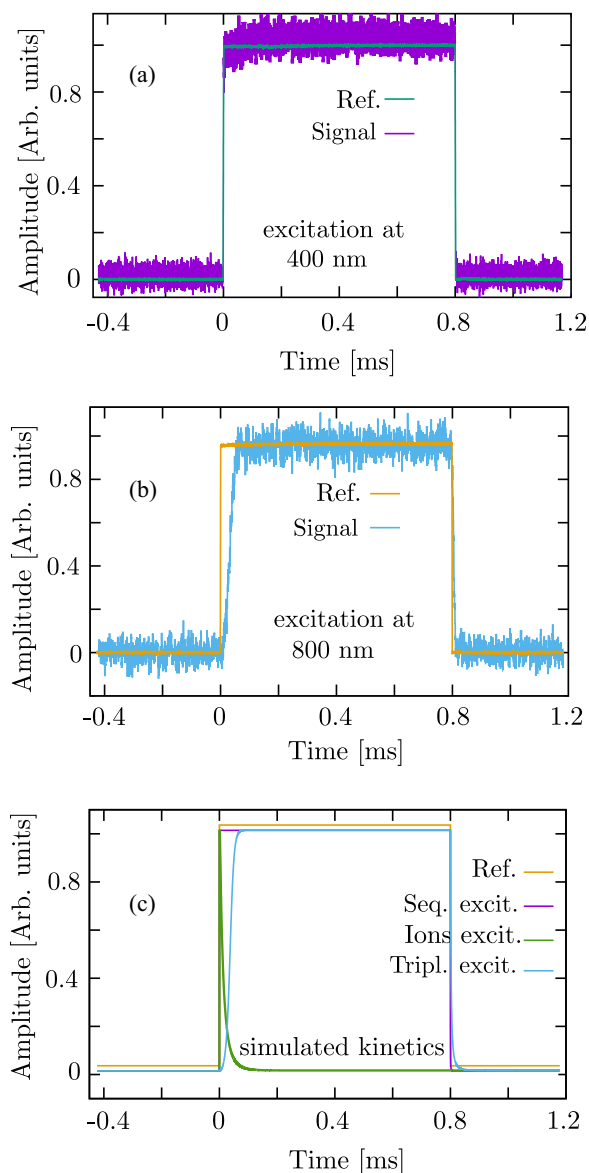 (a)
Amplitude [Arb. units]
0.8
0.4
0
Ref.
Signal
excitation at
400 nm
-0.4 0 0.4 0.8 1.2
Time [ms]
(b)
Amplitude [Arb. units]
0.8
0.4
0
Ref.
Signal
excitation at
800 nm
-0.4 0 0.4 0.8 1.2
Time [ms]
(c)
Amplitude [Arb. units]
0.8
0.4
0
Ref.
Seq. excit.
Ions excit.
Tripl. excit.
simulated kinetics
-0.4 0 0.4 0.8 1.2
Time [ms]